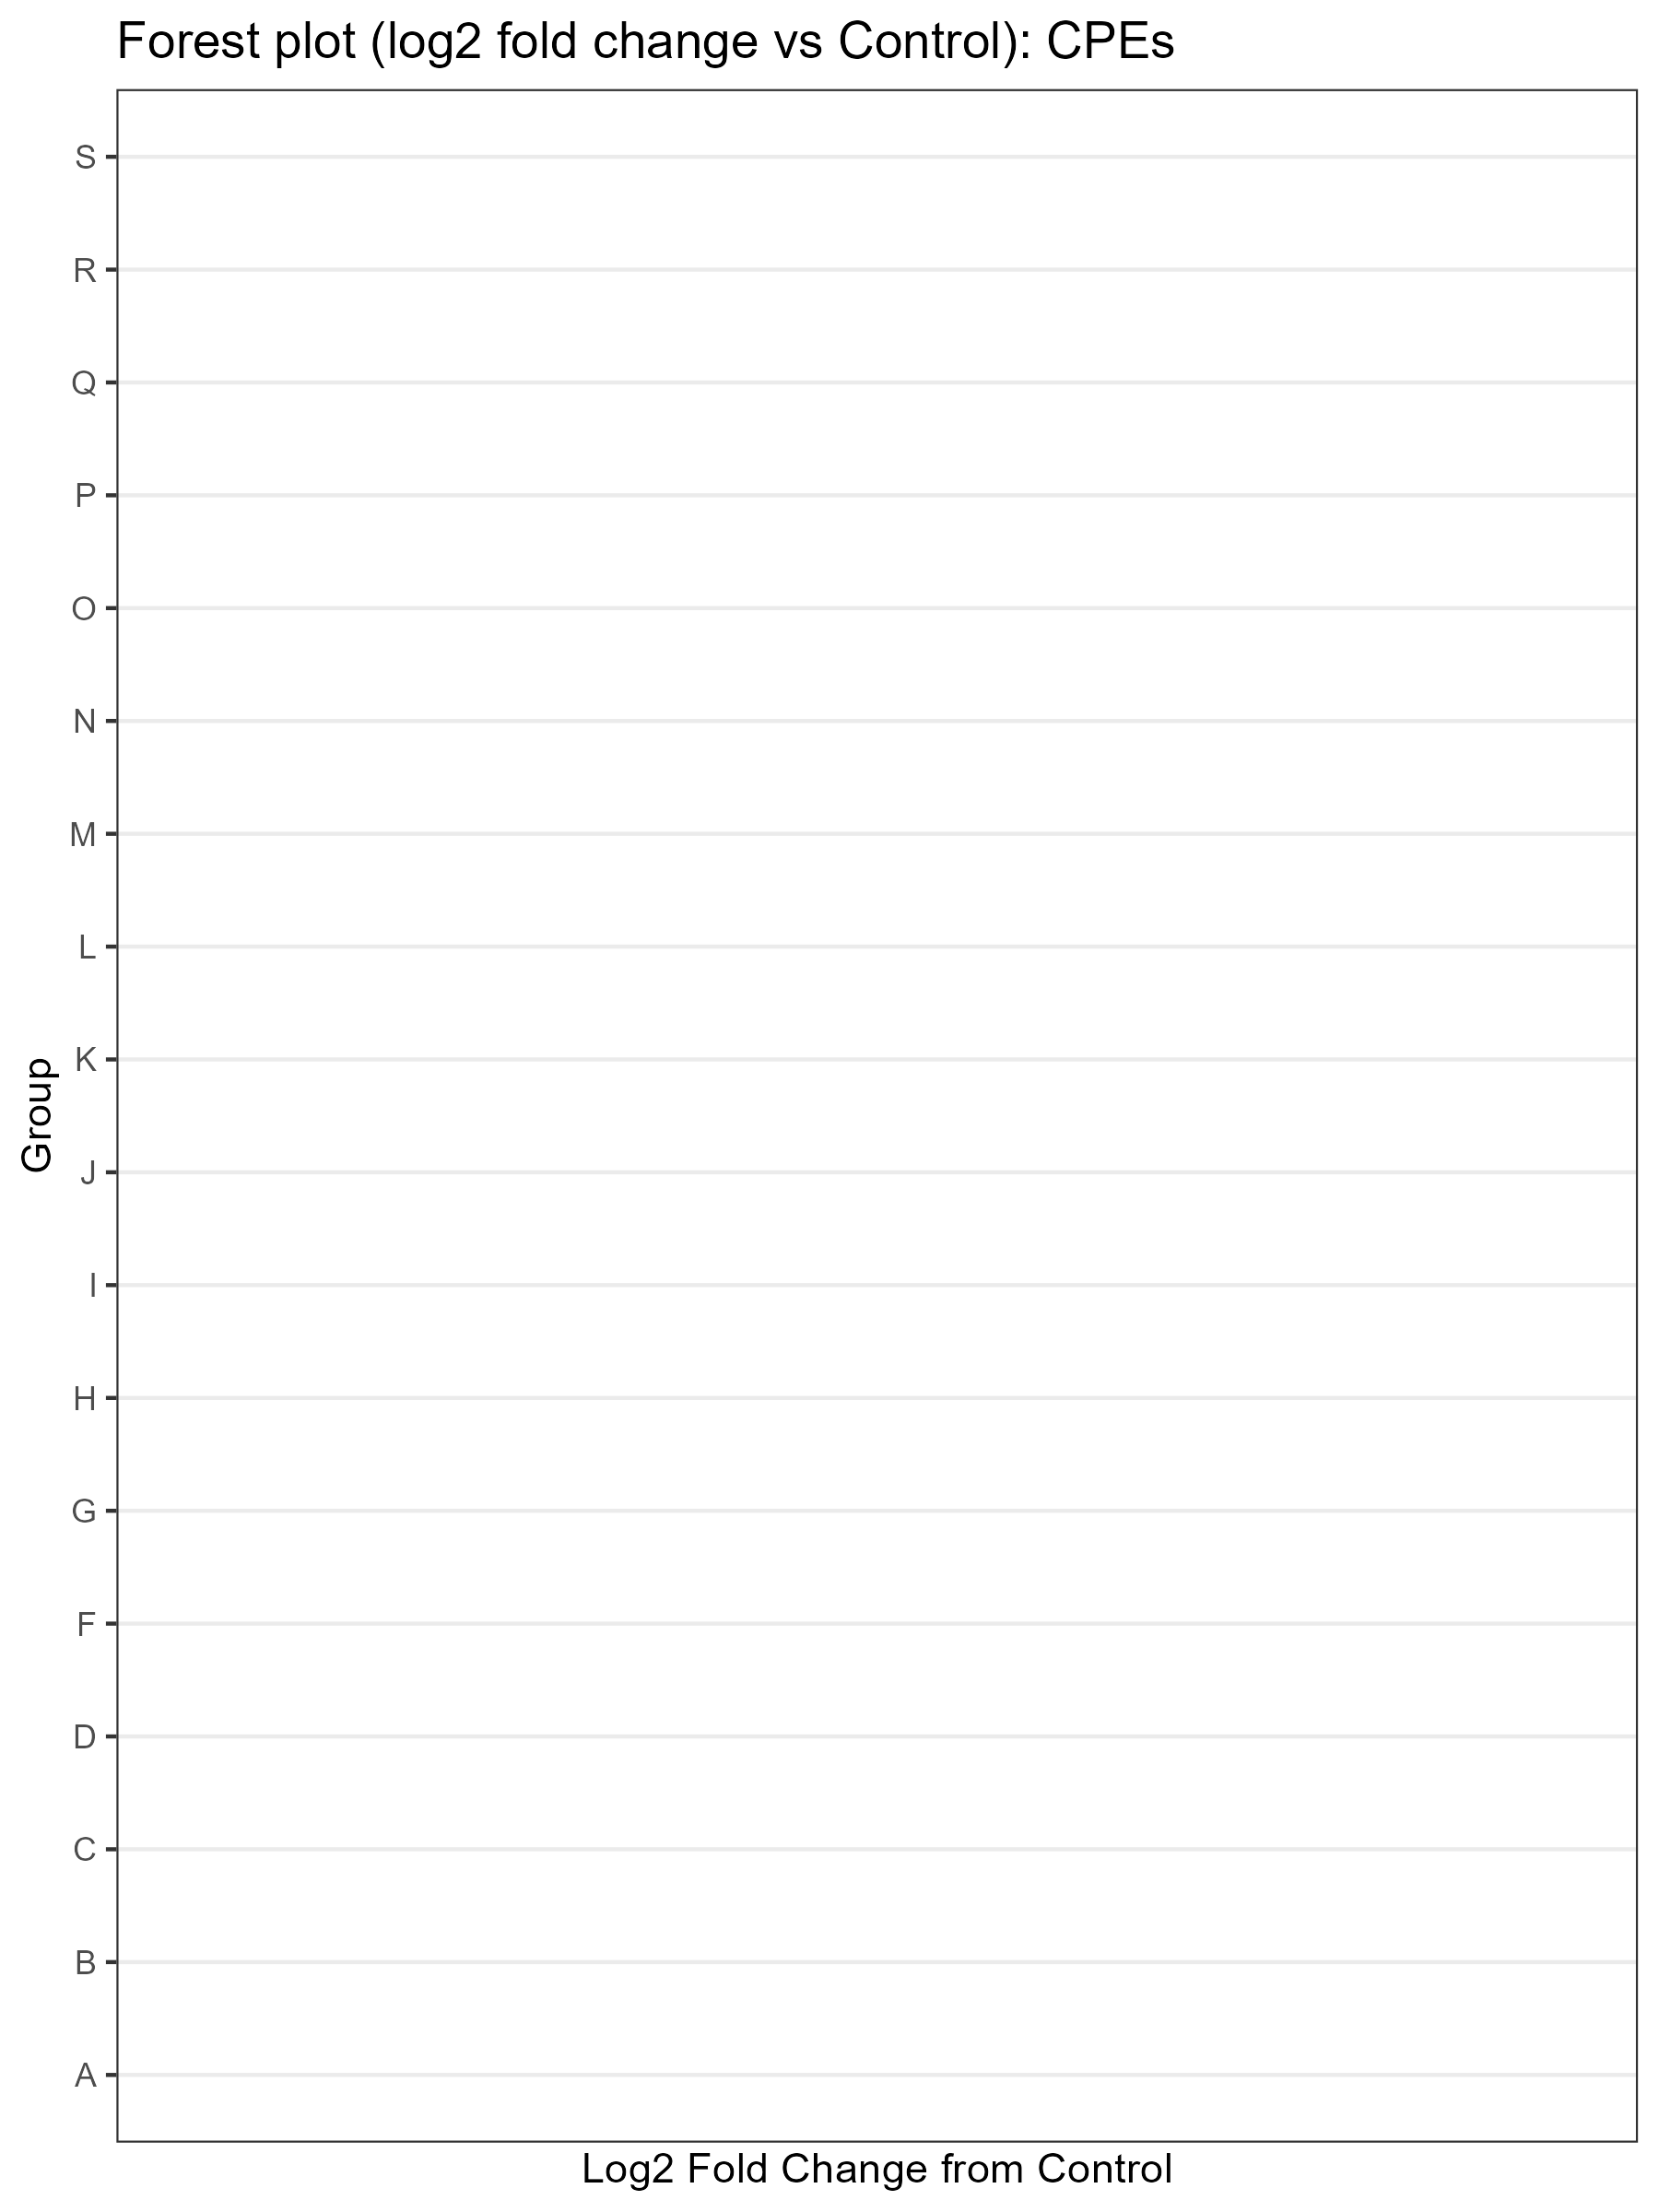 Forest plot (log2 fold change vs Control): CPEs
S
R
Q
P
O
N
M
L
K
Group
J
I
H
G
F
D
C
B
A
Log2 Fold Change from Control